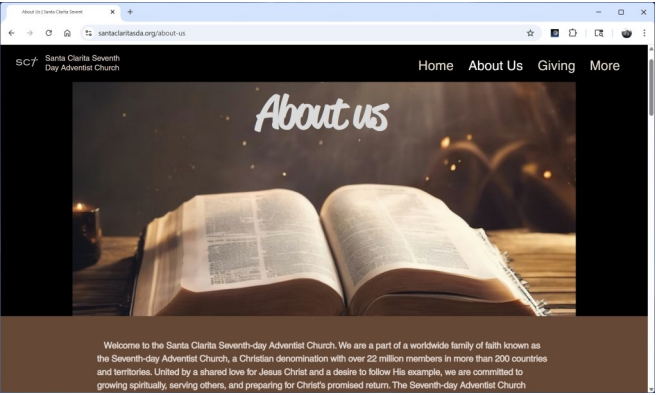 About Us | Santa Clarita Sevent
santaclaritasda.org/about-us
Santa Clarita Seventh
Day Adventist Church
Home About Us Giving More
About us
Welcome to the Santa Clarita Seventh-day Adventist Church. We are a part of a worldwide family of faith known as
the Seventh-day Adventist Church, a Christian denomination with over 22 million members in more than 200 countries
and territories. United by a shared love for Jesus Christ and a desire to follow His example, we are committed to
growing spiritually, serving others, and preparing for Christ's promised return. The Seventh-day Adventist Church